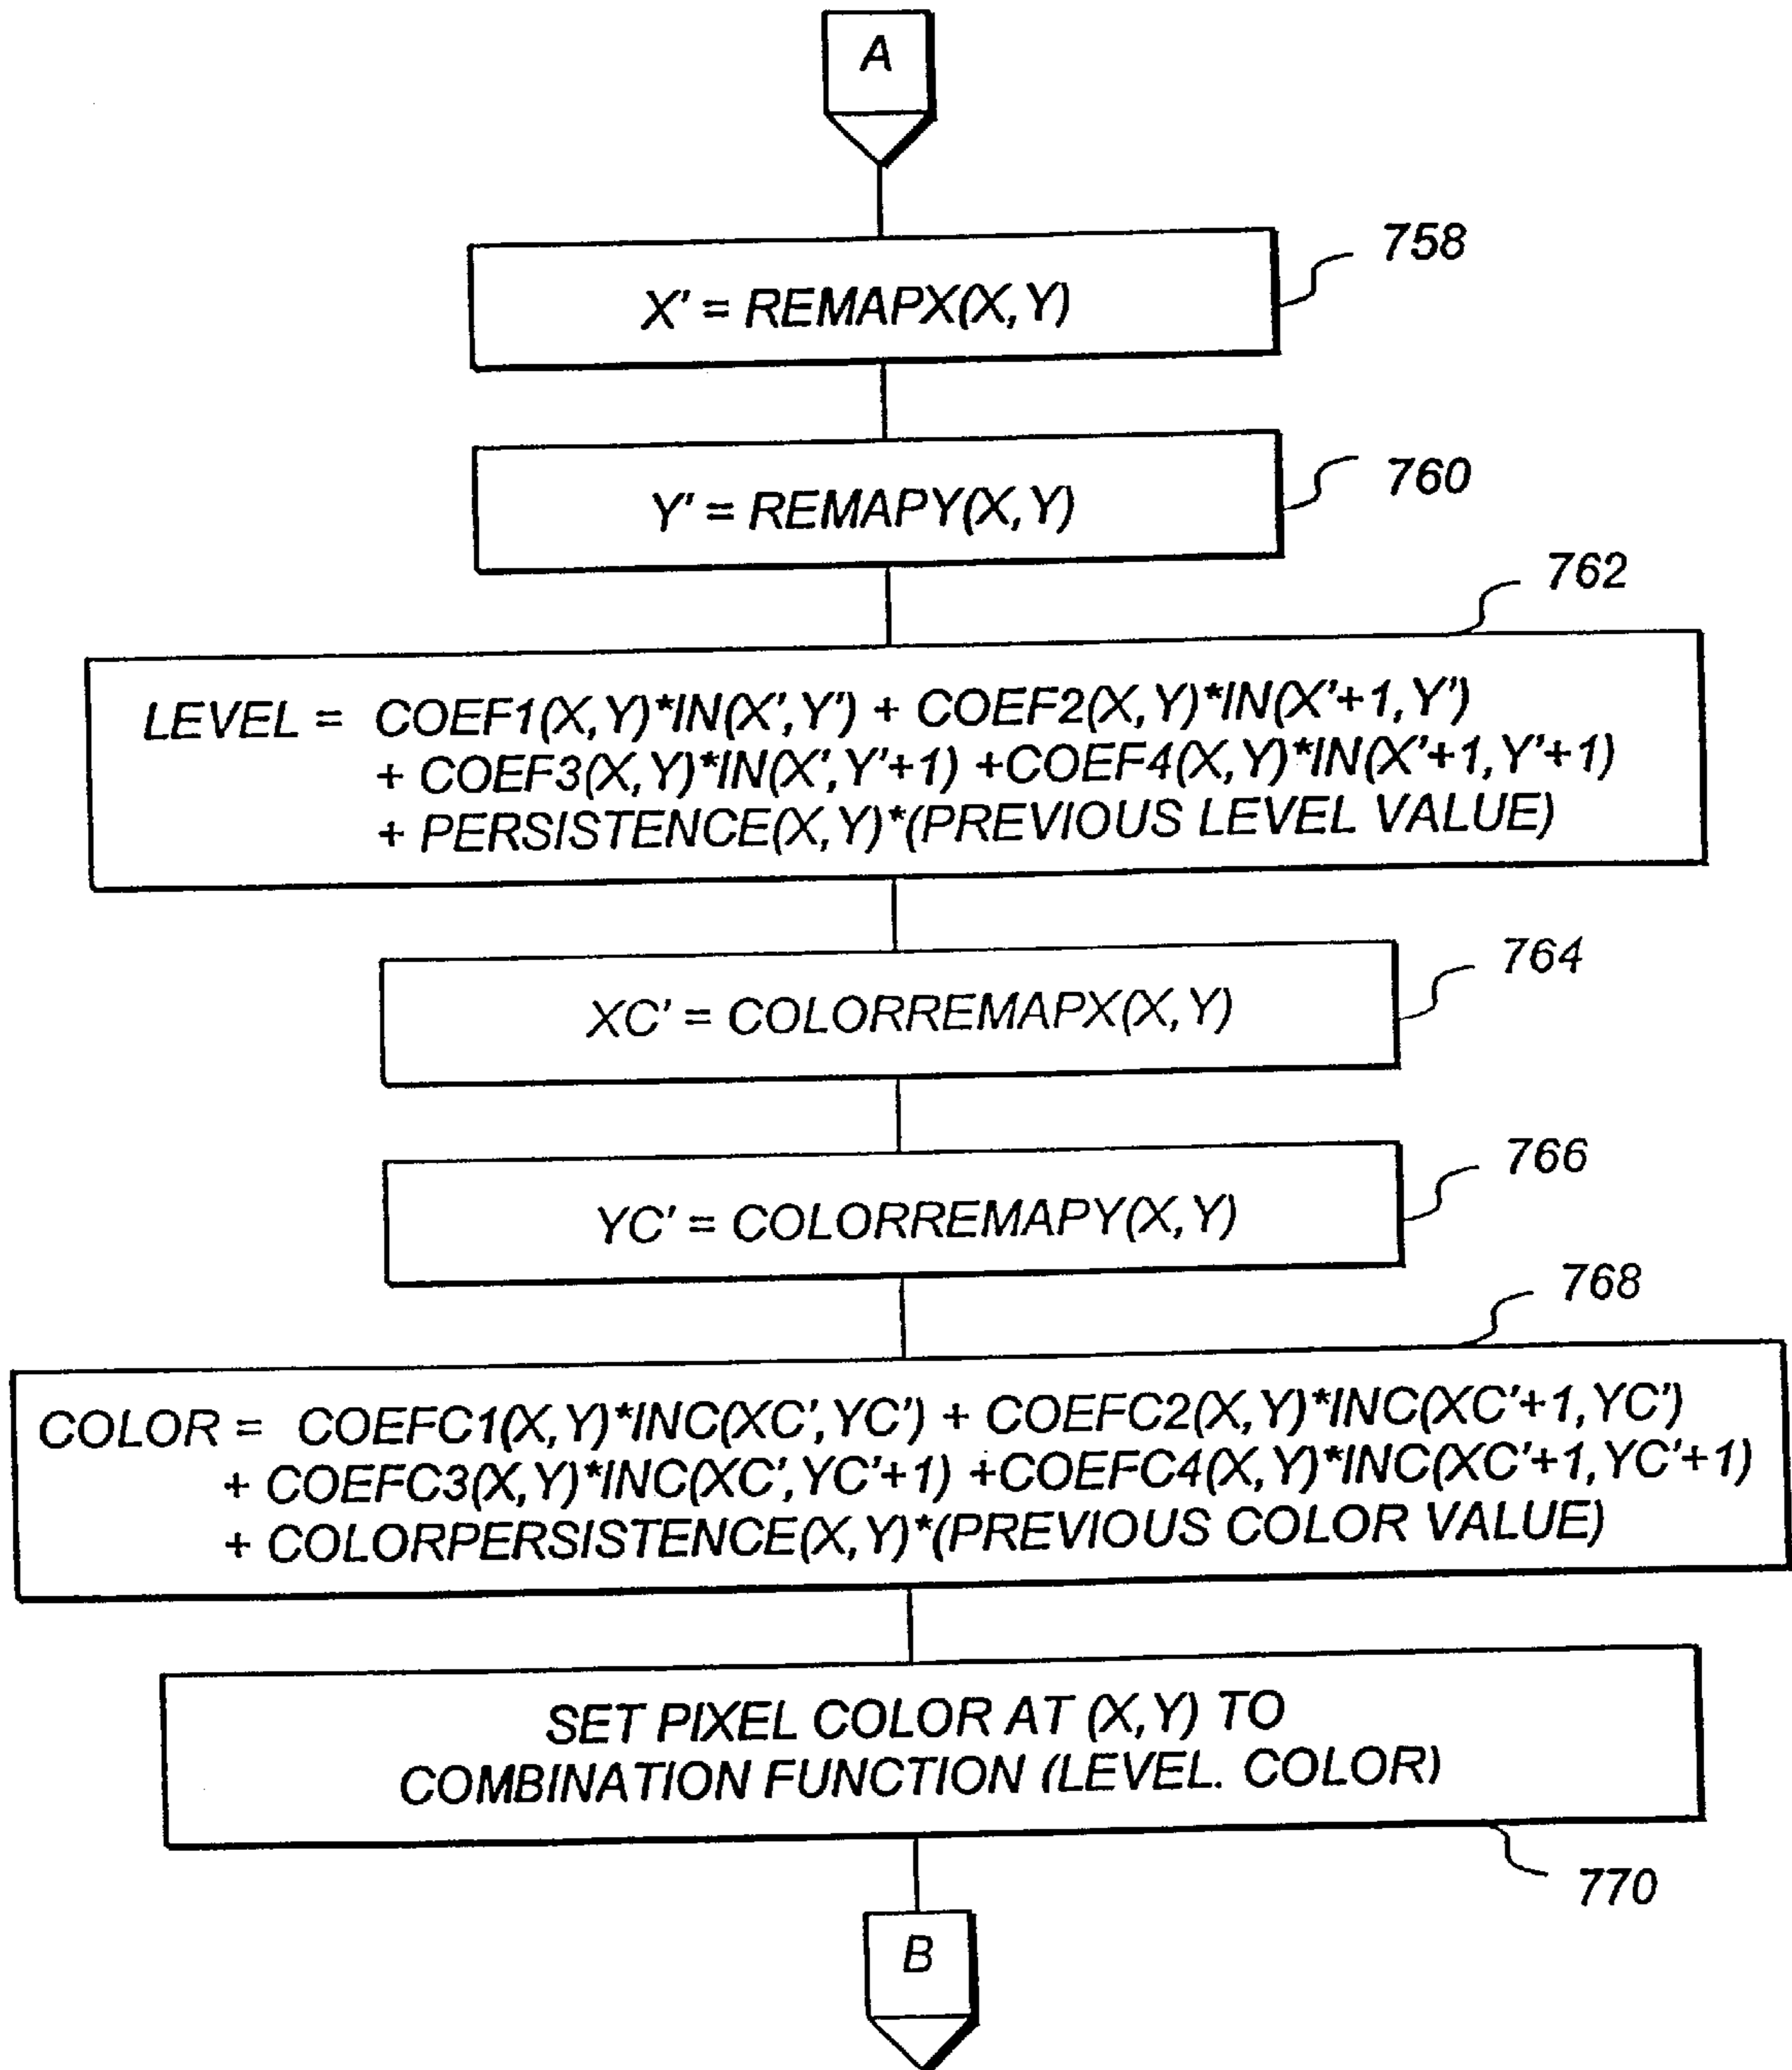 A
758
X' = REMAPX(X,Y)
760
Y' = REMAPY(X,Y)
762
LEVEL = COEF1(X,Y)*IN(X',Y') + COEF2(X,Y)*IN(X'+1,Y')
+ COEF3(X,Y)*IN(X',Y'+1) +COEF4(X,Y)*IN(X'+1,Y'+1)
+ PERSISTENCE(X,Y)*(PREVIOUS LEVEL VALUE)
764
XC' = COLORREMAPX(X,Y)
766
YC' = COLORREMAPY(X,Y)
768
COLOR = COEFC1(X,Y)*INC(XC',YC') + COEFC2(X,Y)*INC(XC'+1,YC')
+ COEFC3(X,Y)*INC(XC',YC'+1) +COEFC4(X,Y)*INC(XC'+1,YC'+1)
+ COLORPERSISTENCE(X,Y)*(PREVIOUS COLOR VALUE)
SET PIXEL COLOR AT (X,Y) TO
COMBINATION FUNCTION (LEVEL. COLOR)
770
B